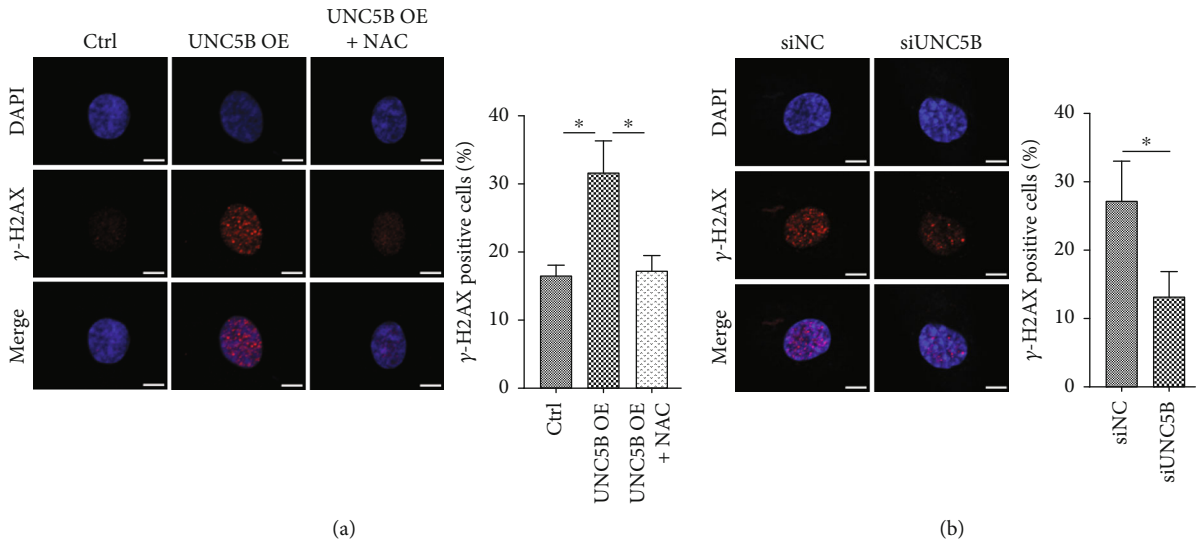 Ctrl
UNC5B OE
UNC5B OE
+ NAC
DAPI
γ-H2AX
Merge
γ-H2AX positive cells (%)
40
30
20
10
0
*
*
Ctrl
UNC5B OE
UNC5B OE
+ NAC
(a)
siNC
siUNC5B
DAPI
γ-H2AX
Merge
γ-H2AX positive cells (%)
40
30
20
10
0
*
siNC
siUNC5B
(b)